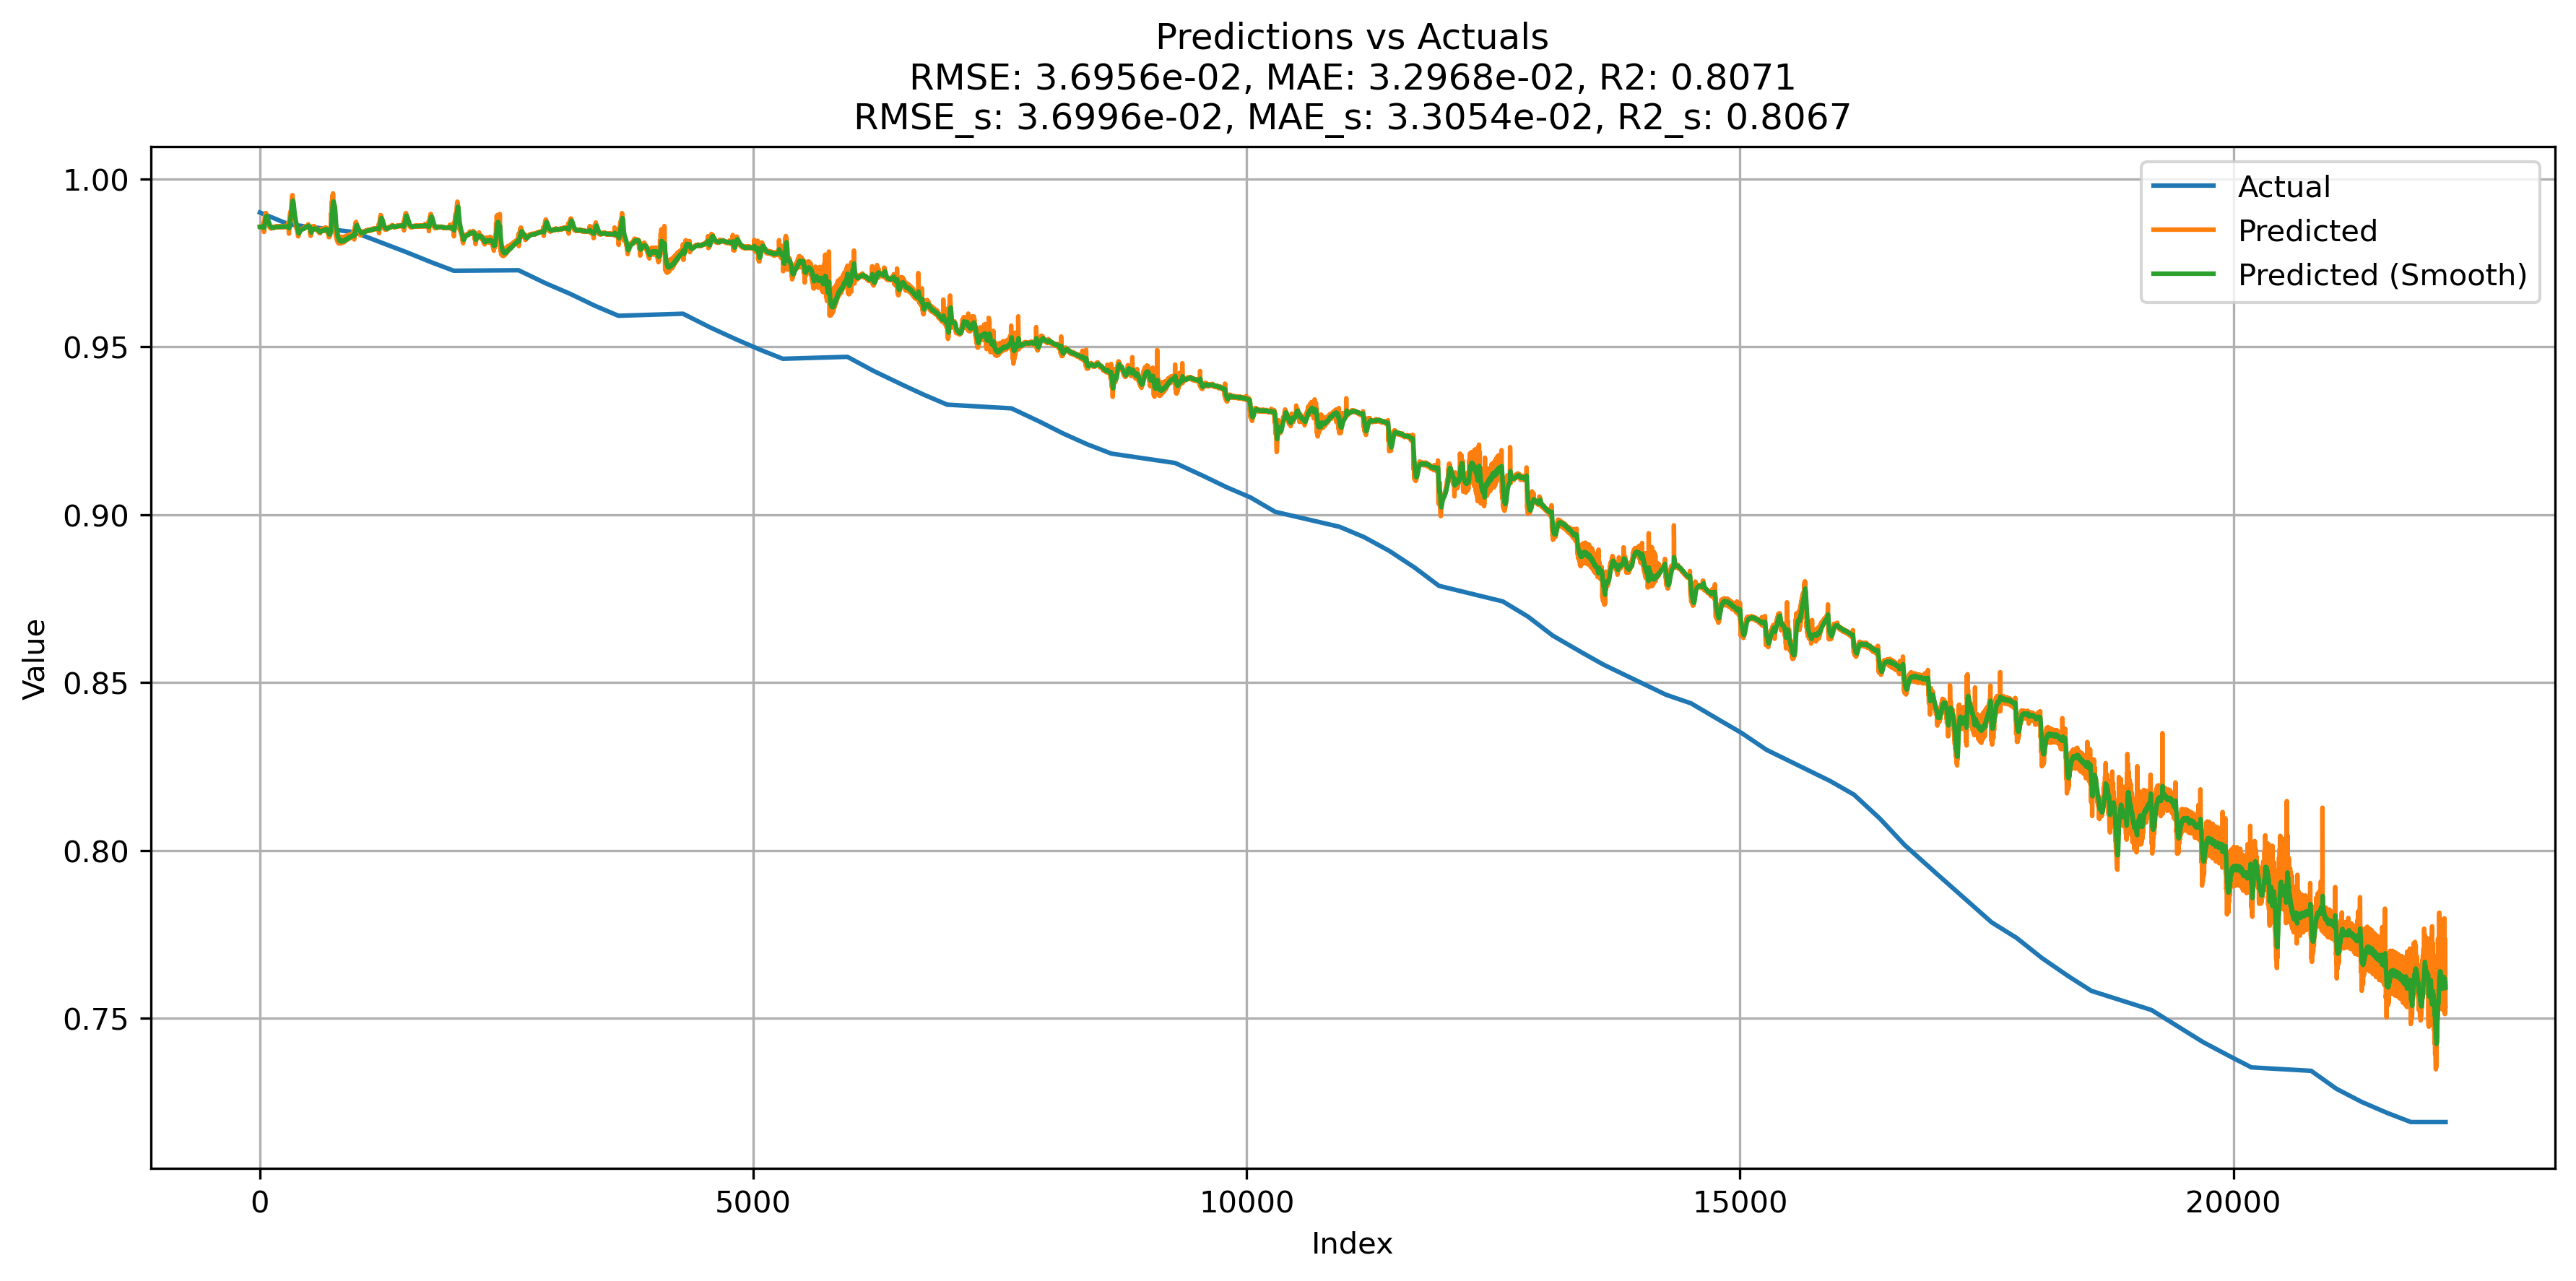 Predictions vs Actuals
RMSE: 3.6956e-02, MAE: 3.2968e-02, R2: 0.8071
RMSE_s: 3.6996e-02, MAE_s: 3.3054e-02, R2_s: 0.8067
Actual
Predicted
Predicted (Smooth)
Value
1.00
0.95
0.90
0.85
0.80
0.75
0
5000
10000
15000
20000
Index